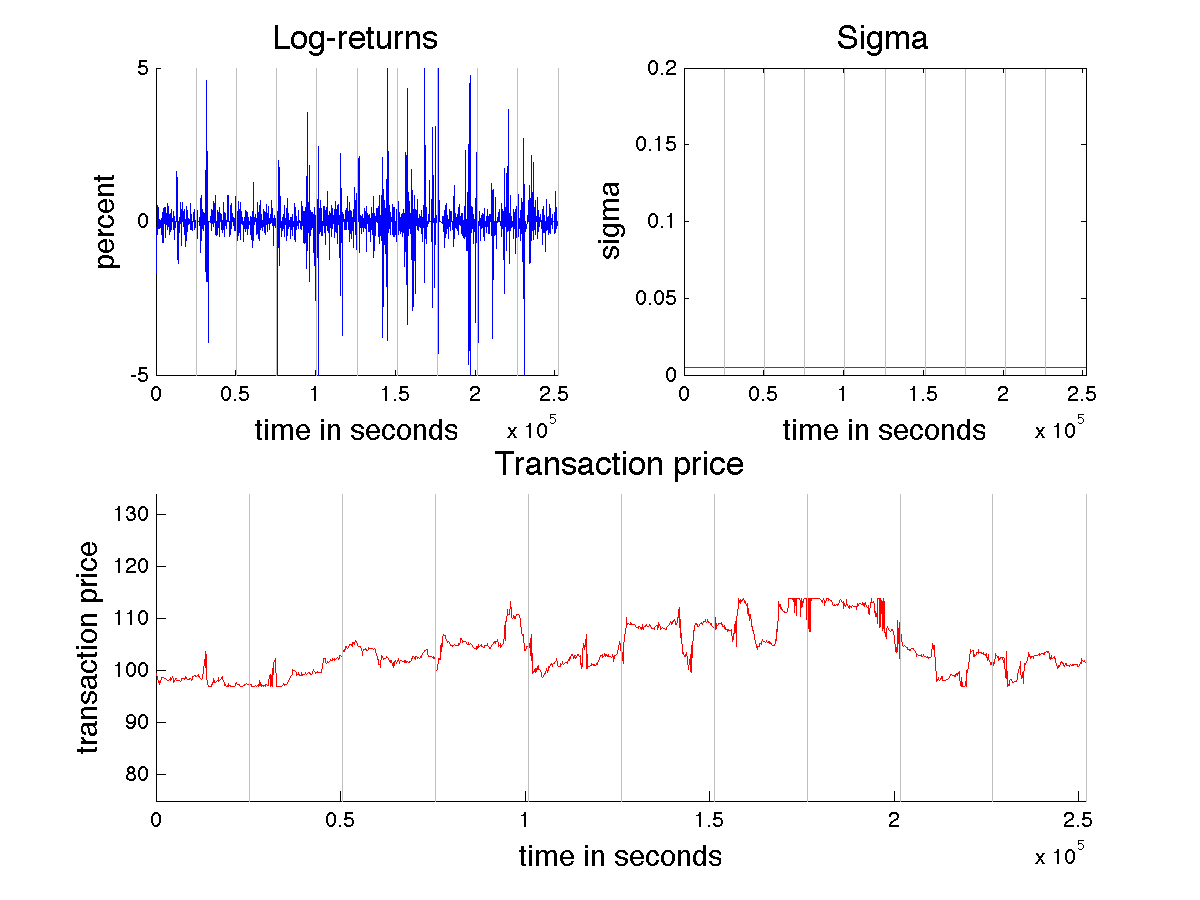 Log-returns
5
0
-5
percent
0 0.5 1 1.5 2 2.5
x 10^5
time in seconds
Sigma
0.2
0.15
0.1
0.05
0
sigma
0 0.5 1 1.5 2 2.5
x 10^5
time in seconds
Transaction price
130
120
110
100
90
80
transaction price
0 0.5 1 1.5 2 2.5
x 10^5
time in seconds